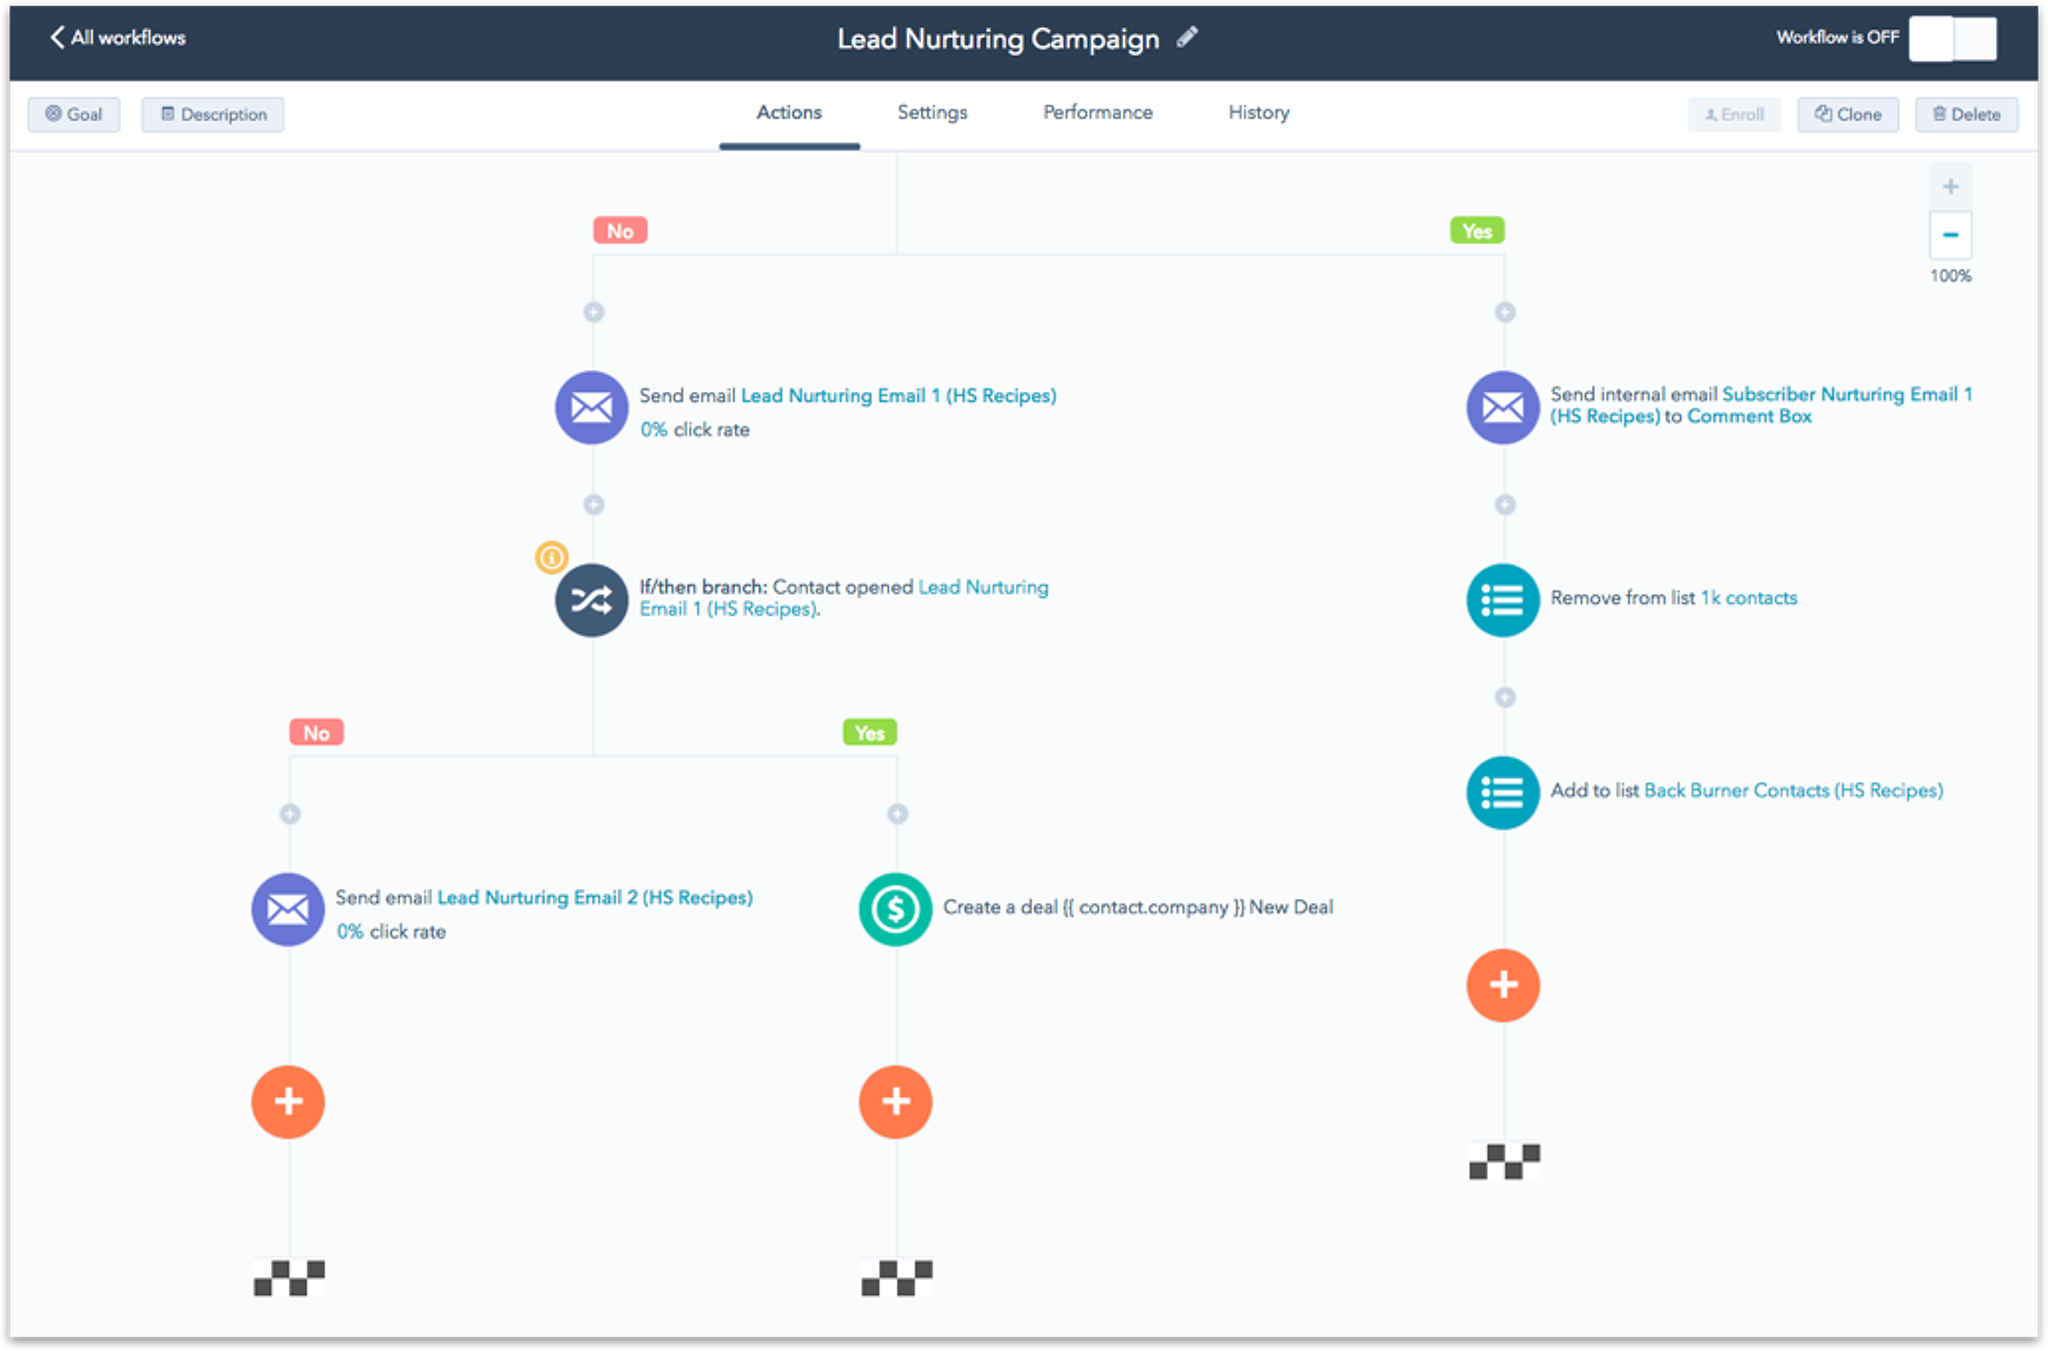 All workflows
Lead Nurturing Campaign
Workflow is OFF
Goal
Description
Actions
Settings
Performance
History
Enroll
Clone
Delete
100%
No
Yes
Send email Lead Nurturing Email 1 (HS Recipes)
0% click rate
Send internal email Subscriber Nurturing Email 1
(HS Recipes) to Comment Box
If/then branch: Contact opened Lead Nurturing
Email 1 (HS Recipes).
Remove from list 1k contacts
No
Yes
Add to list Back Burner Contacts (HS Recipes)
Send email Lead Nurturing Email 2 (HS Recipes)
0% click rate
Create a deal {{ contact.company }} New Deal